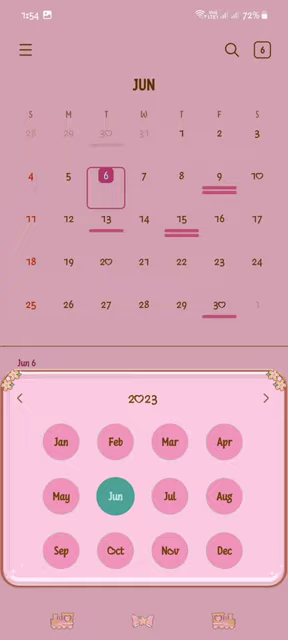 1:54 72%
6
JUN
S M T W T F S
28 29 30 31 1 2 3
4 5 6 7 8 9 10
11 12 13 14 15 16 17
18 19 20 21 22 23 24
25 26 27 28 29 30 1
Jun 6
2023
Jan Feb Mar Apr
May Jun Jul Aug
Sep Oct Nov Dec